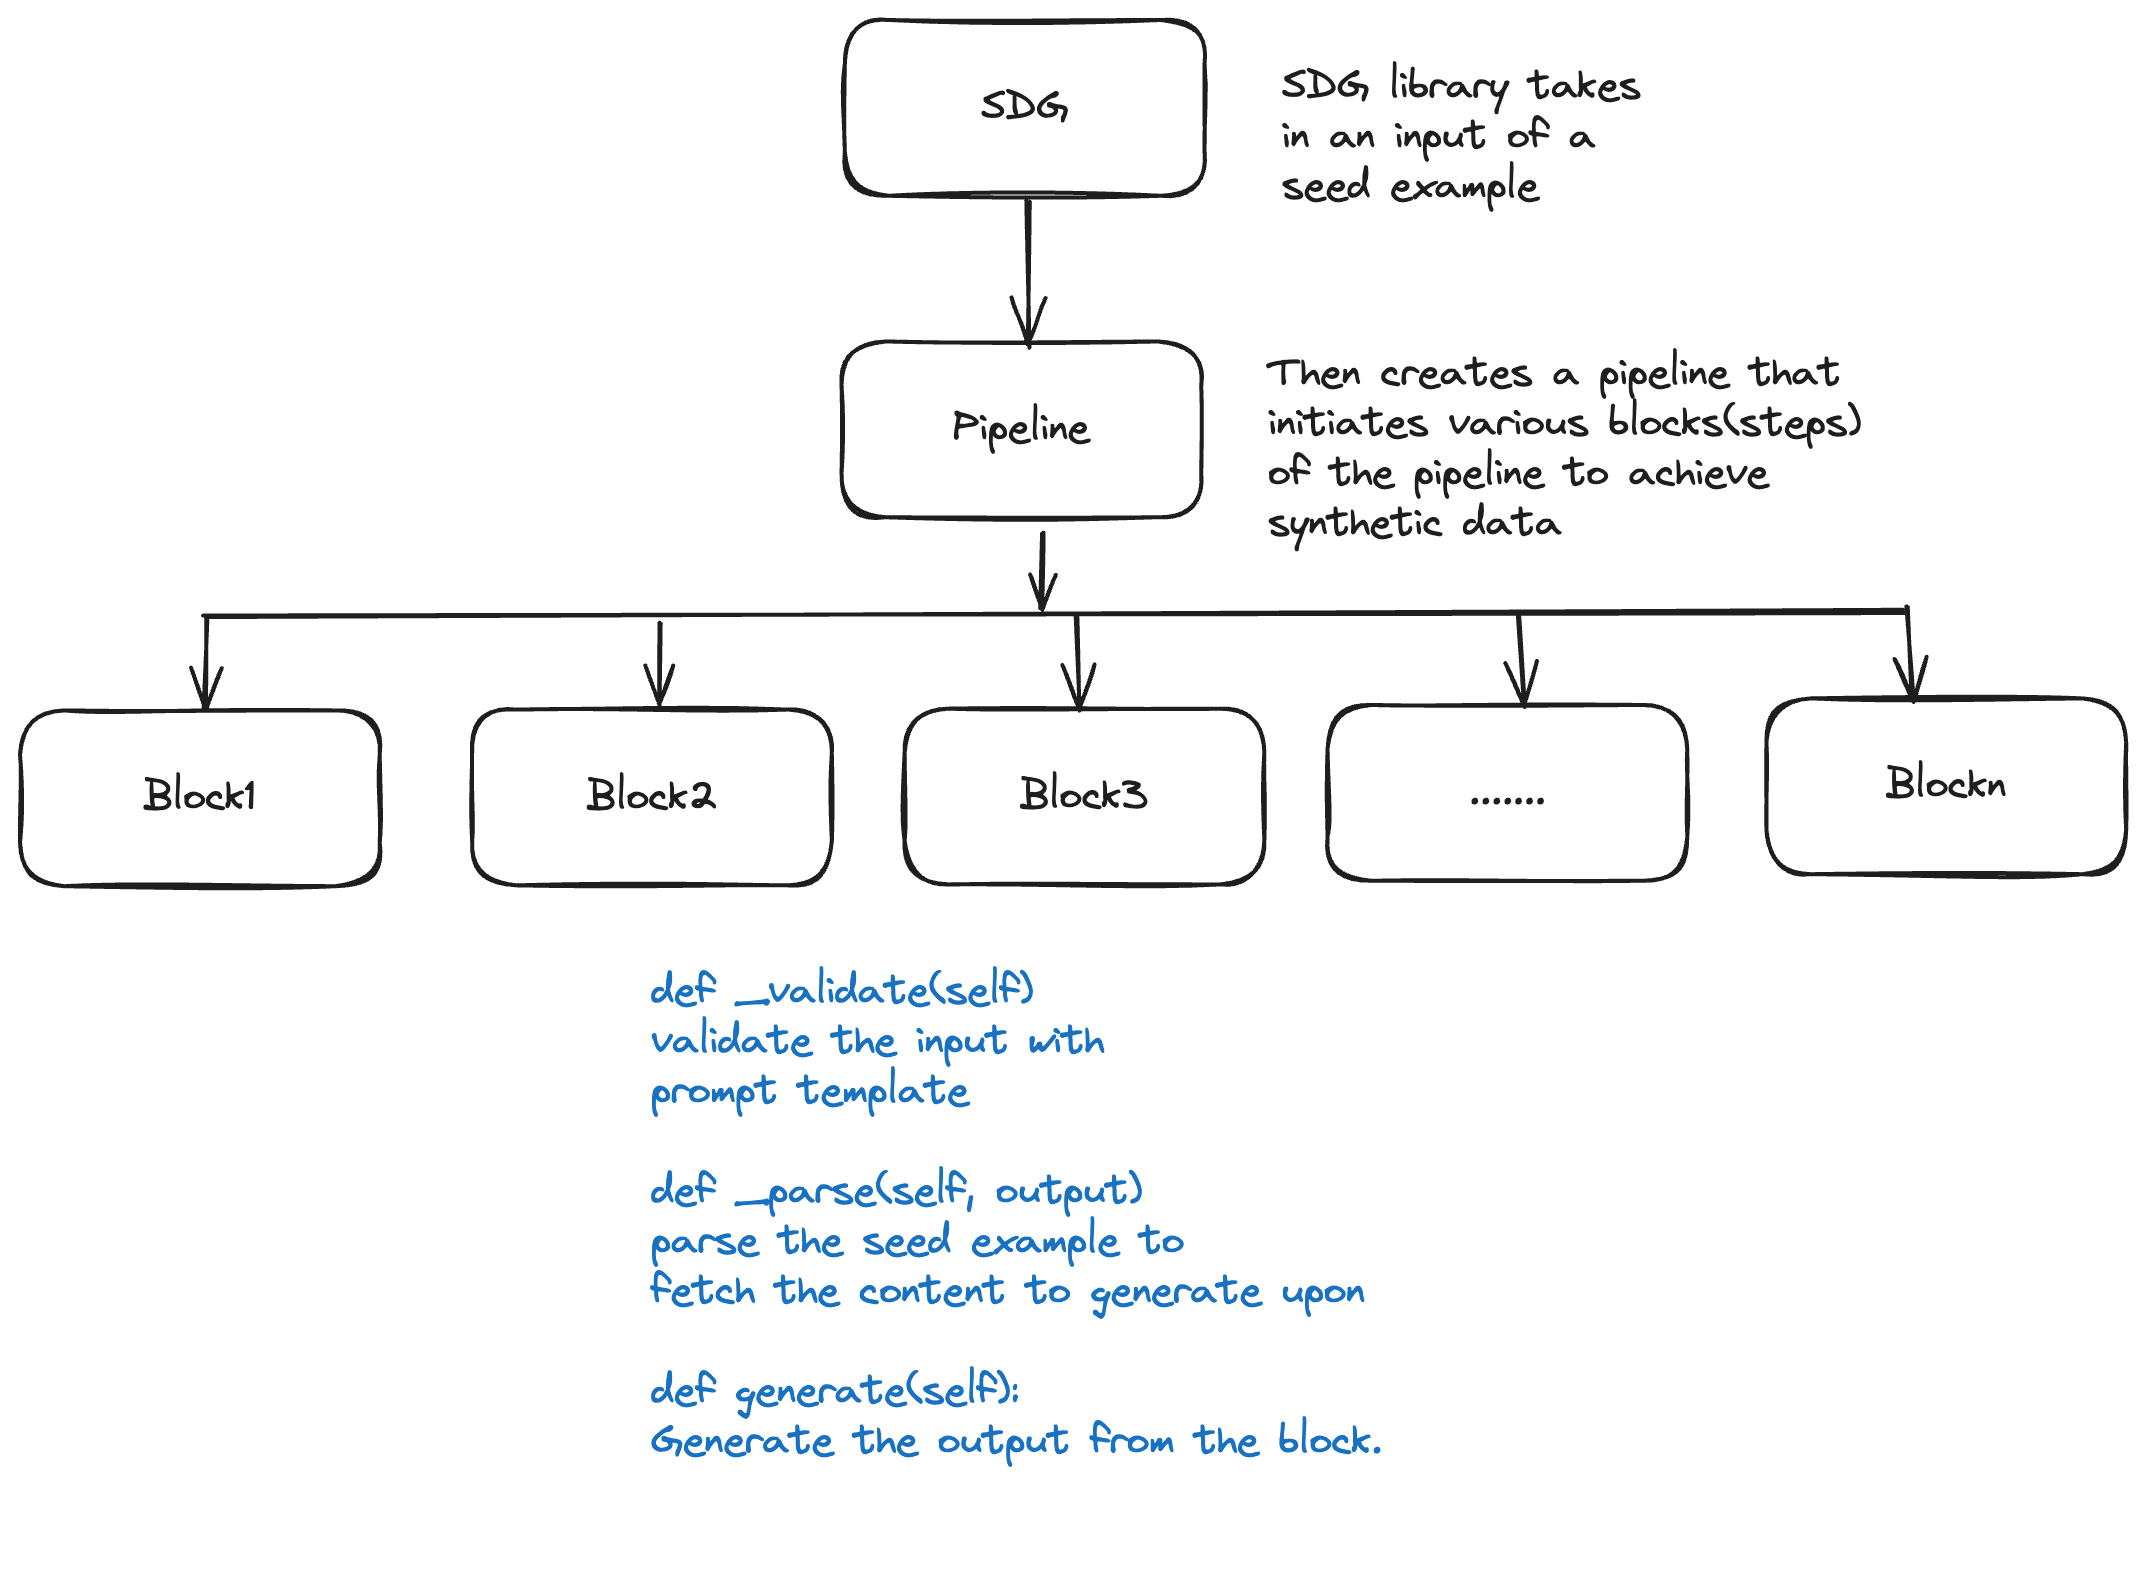 SDG
SDG library takes
in an input of a
seed example
Pipeline
Then creates a pipeline that
initiates various blocks(steps)
of the pipeline to achieve
synthetic data
Block1
Block2
Block3
.......
Blockn
def _validate(self)
validate the input with
prompt template
def _parse(self, output)
parse the seed example to
fetch the content to generate upon
def generate(self):
Generate the output from the block.